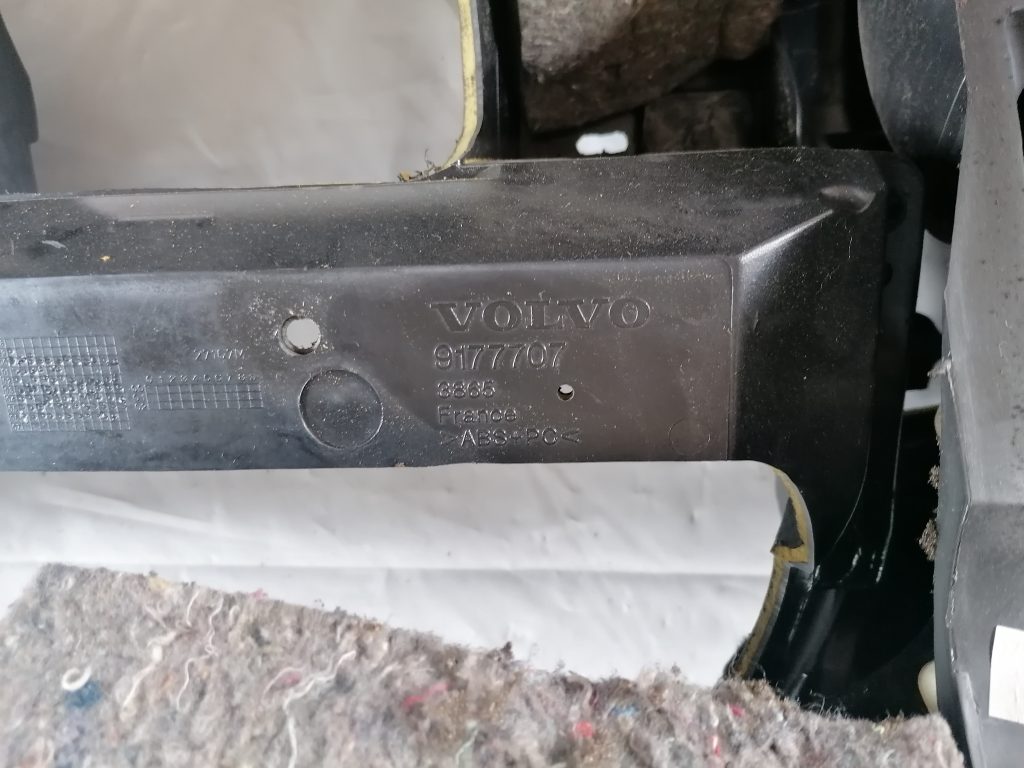 VOLVO
9177707
3865
France
>ABS+PC<